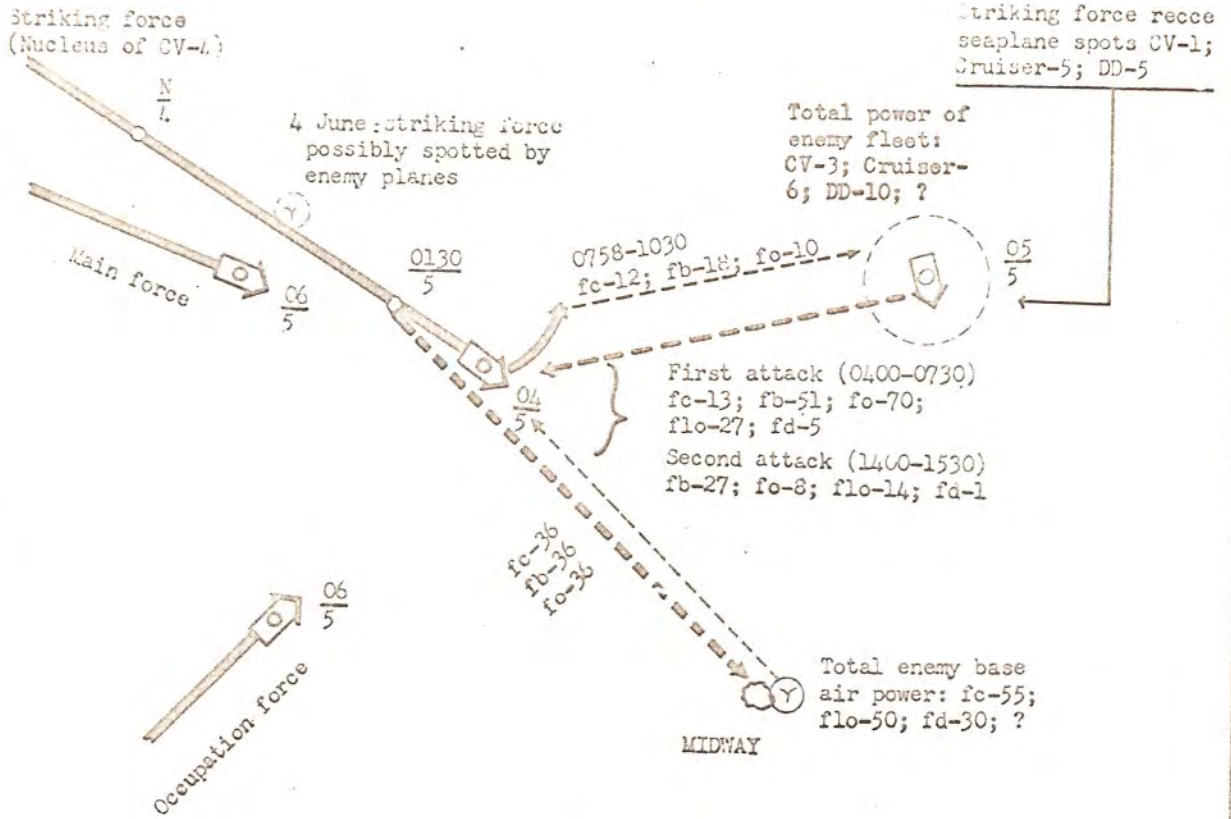 Striking force
(Nucleus of CV-4)
Striking force recce
seaplane spots CV-1;
Cruiser-5; DD-5
N
4
4 June:striking force
possibly spotted by
enemy planes
Total power of
enemy fleet:
CV-3; Cruiser-
6; DD-10; ?
Main force
06
5
0130
5
0758-1030
fc-12; fb-18; fo-10
05
5
04
5
First attack (0400-0730)
fc-13; fb-51; fo-70;
flo-27; fd-5
Second attack (1400-1530)
fb-27; fo-8; flo-14; fd-1
fc-36
fb-36
fo-36
06
5
Occupation force
Y
Y
Total enemy base
air power: fc-55;
flo-50; fd-30; ?
MIDWAY